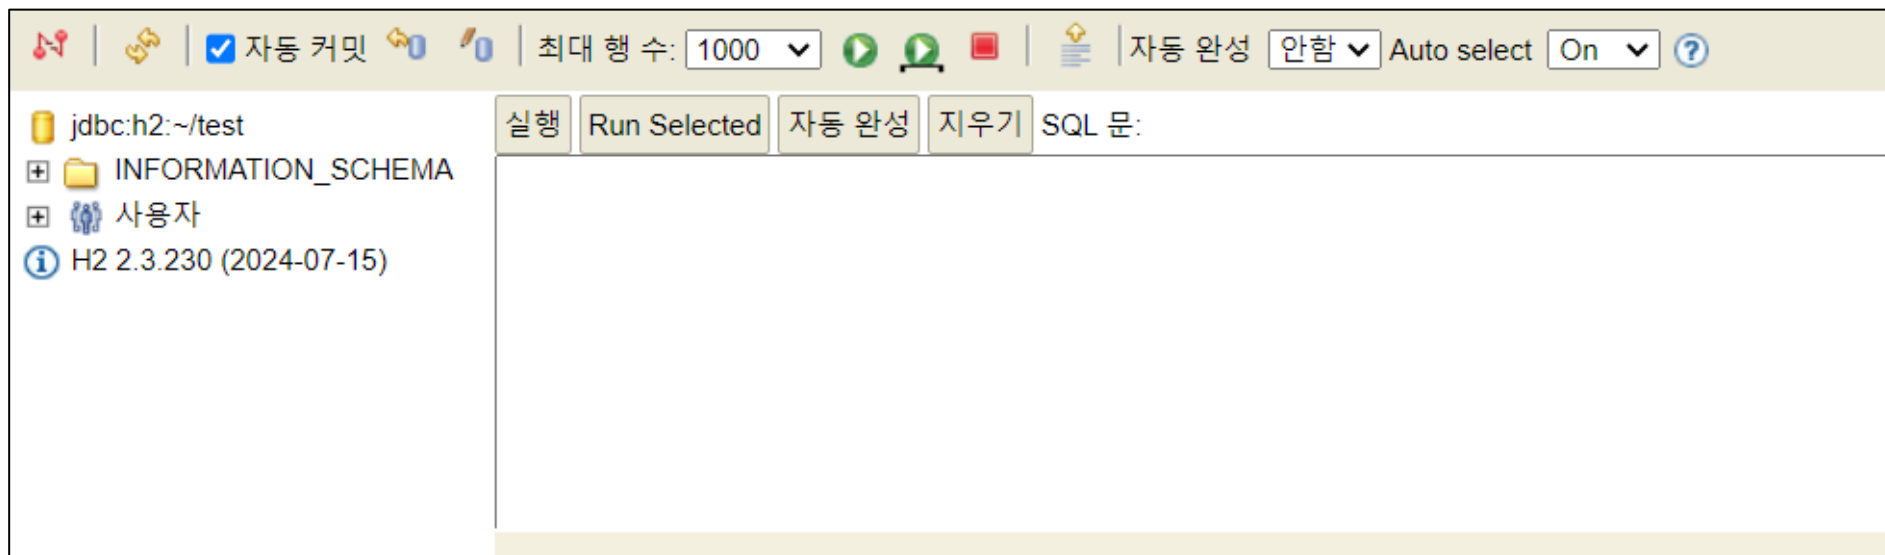 자동 커밋 최대 행 수: 1000 자동 완성 안함 Auto select On
jdbc:h2:~/test
INFORMATION_SCHEMA
사용자
H2 2.3.230 (2024-07-15)
실행 Run Selected 자동 완성 지우기 SQL 문: